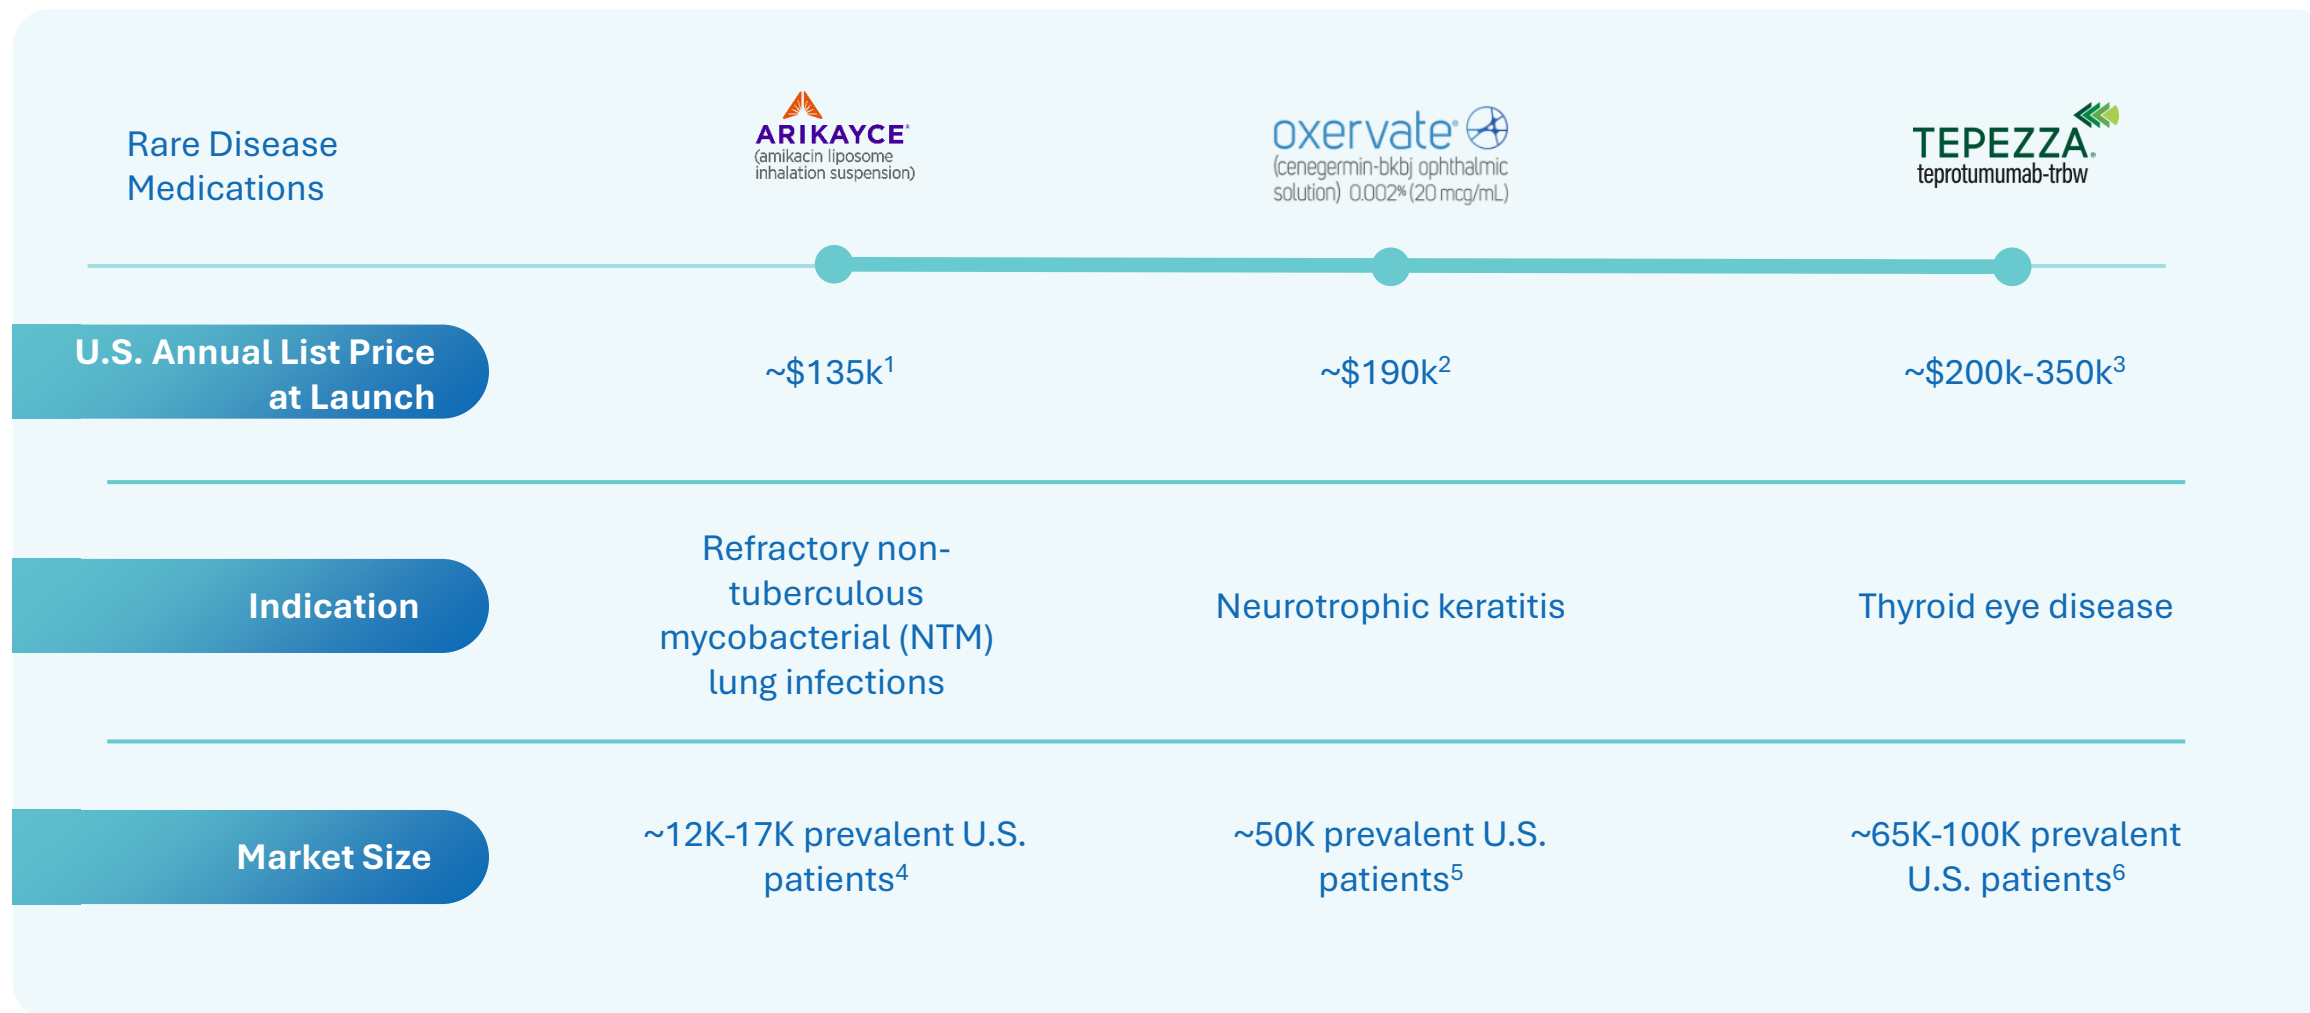 Rare Disease
Medications
ARIKAYCE®
(amikacin liposome
inhalation suspension)
oxervate®
(cenegermin-bkbj ophthalmic
solution) 0.002% (20 mcg/mL)
TEPEZZA®
teprotumumab-trbw
U.S. Annual List Price
at Launch
~$135k¹
~$190k²
~$200k-350k³
Indication
Refractory non-
tuberculous
mycobacterial (NTM)
lung infections
Neurotrophic keratitis
Thyroid eye disease
Market Size
~12K-17K prevalent U.S.
patients⁴
~50K prevalent U.S.
patients⁵
~65K-100K prevalent
U.S. patients⁶